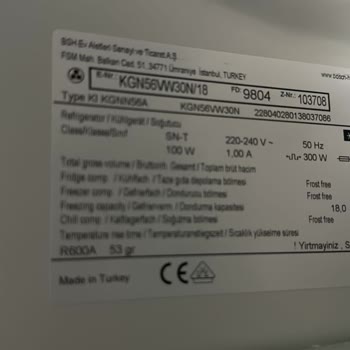 BSH Ev Aletleri Sanayi ve Ticaret A.Ş.
FSM Mah. Balkan Cad. 51, 34771 Ümraniye İstanbul, TURKEY
E-Nr.: KGN56VW30N/18 FD: 9804 Z-Nr.: 103708
Type KI KGNN56A KGN56VW30N 228040280138037086
Refrigerator / Kühlgerät / Soğutucu
Class/Klasse/Sınıf SN-T 220-240 V ~ 50 Hz
100 W 1,00 A 300 W
Total gross volume / Bruttoinh. Gesamt / Toplam brüt hacim
Fridge comp. / Kühlfach / Taze gıda depolama bölmesi Frost free
Freezer comp. / Gefrierfach / Dondurucu bölmesi Frost free
Freezing capacity / Gefrierverm. / Dondurma kapasitesi 18,0
Chill comp. / Kaltlagerfach / Soğutma bölmesi Frost free
Temperature rise time / Temperaturanstiegszeit / Sıcaklık yükselme süresi
R600A 53 gr ! Yirtmayiniz, S
Made in Turkey CE